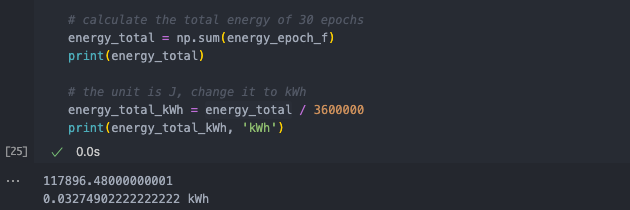 # calculate the total energy of 30 epochs
energy_total = np.sum(energy_epoch_f)
print(energy_total)
# the unit is J, change it to kWh
energy_total_kWh = energy_total / 3600000
print(energy_total_kWh, 'kWh')
[25] ✓ 0.0s
... 117896.48000000001
0.03274902222222222 kWh